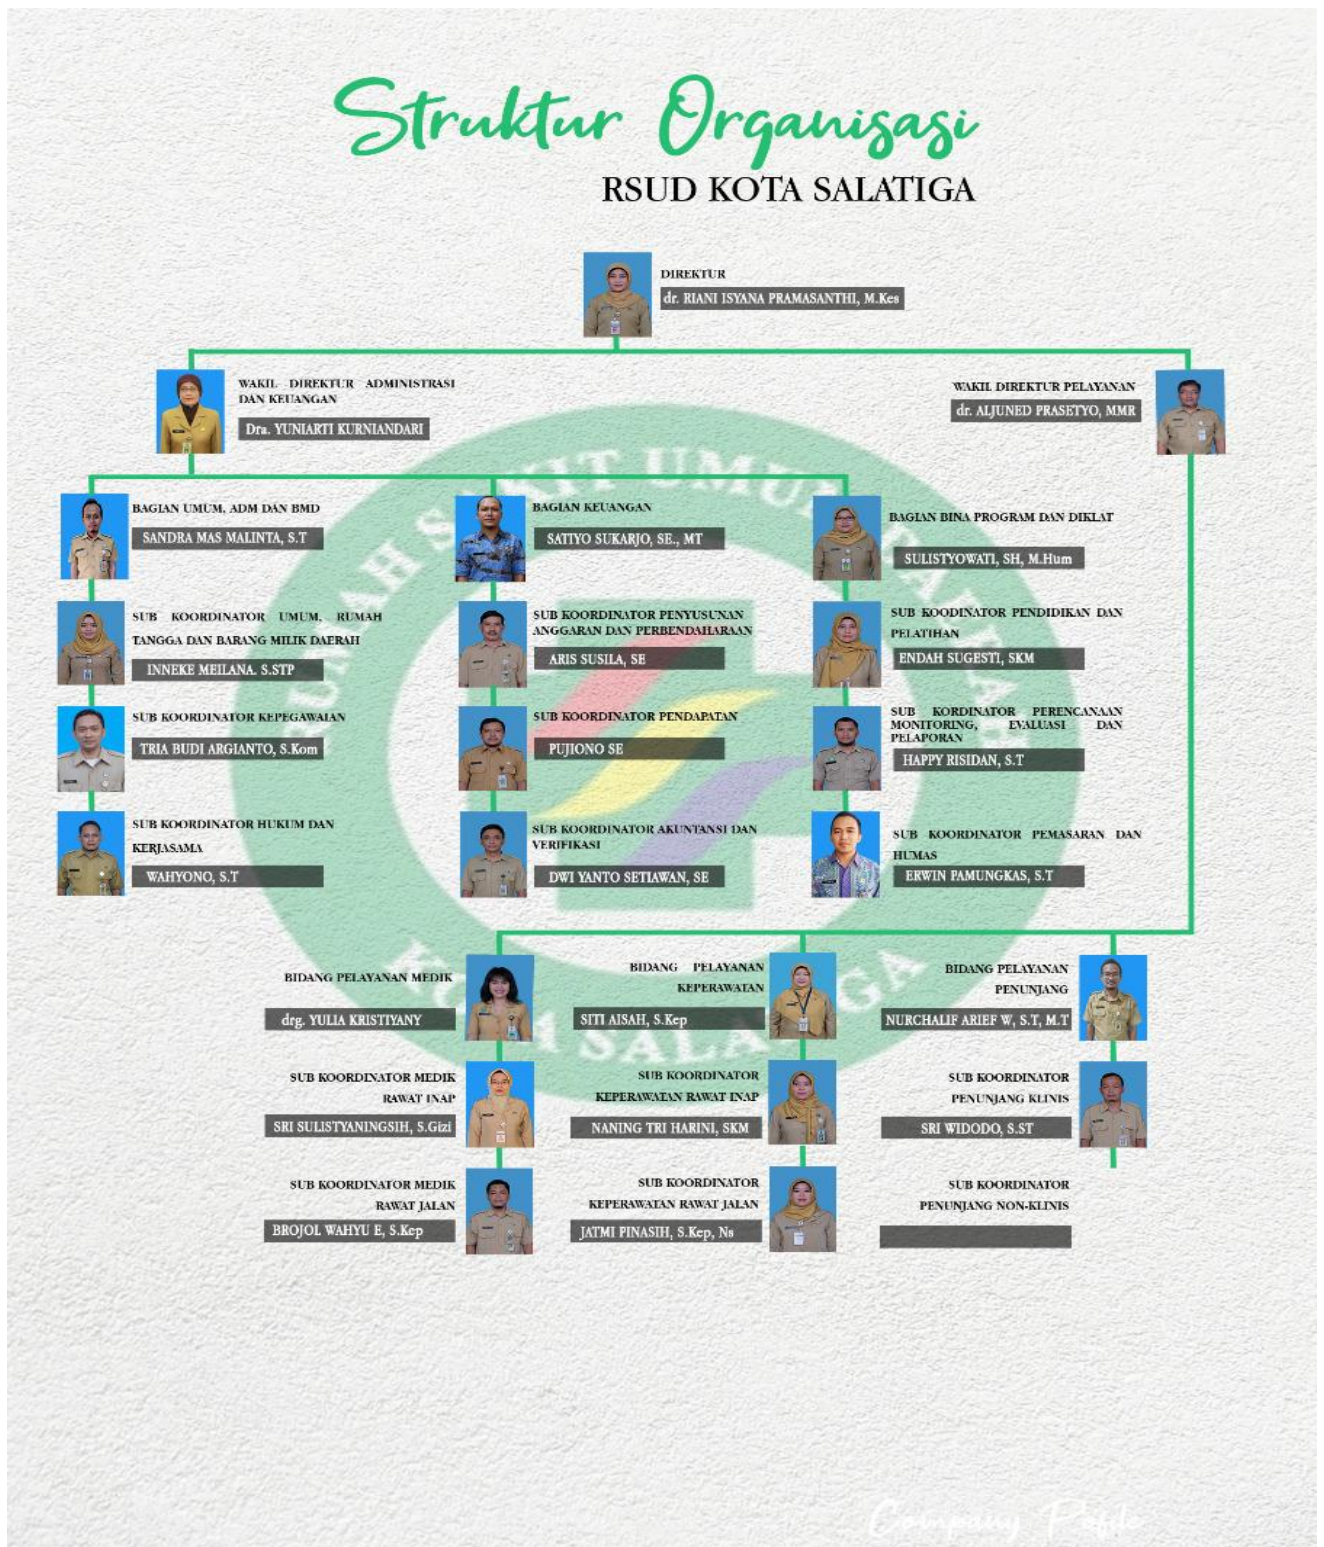 Struktur Organisasi
RSUD KOTA SALATIGA
DIREKTUR
dr. RIANI ISYANA PRAMASANTHI, M.Kes
WAKIL DIREKTUR ADMINISTRASI
DAN KEUANGAN
Dra. YUNIARTI KURNIANDARI
WAKIL DIREKTUR PELAYANAN
dr. ALJUNED PRASETYO, MMR
BAGIAN UMUM, ADM DAN BMD
SANDRA MAS MALINTA, S.T
SUB KOORDINATOR UMUM, RUMAH
TANGGA DAN BARANG MILIK DAERAH
INNEKE MEILANA. S.STP
SUB KOORDINATOR KEPEGAWAIAN
TRIA BUDI ARGIANTO, S.Kom
SUB KOORDINATOR HUKUM DAN
KERJASAMA
WAHYONO, S.T
BAGIAN KEUANGAN
SATIYO SUKARJO, SE., MT
SUB KOORDINATOR PENYUSUNAN
ANGGARAN DAN PERBENDAHARAAN
ARIS SUSILA, SE
SUB KOORDINATOR PENDAPATAN
PUJIONO SE
SUB KOORDINATOR AKUNTANSI DAN
VERIFIKASI
DWI YANTO SETIAWAN, SE
BAGIAN BINA PROGRAM DAN DIKLAT
SULISTYOWATI, SH, M.Hum
SUB KOODINATOR PENDIDIKAN DAN
PELATIHAN
ENDAH SUGESTI, SKM
SUB KORDINATOR PERENCANAAN
MONITORING, EVALUASI DAN
PELAPORAN
HAPPY RISIDAN, S.T
SUB KOORDINATOR PEMASARAN DAN
HUMAS
ERWIN PAMUNGKAS, S.T
BIDANG PELAYANAN MEDIK
drg. YULIA KRISTIYANY
SUB KOORDINATOR MEDIK
RAWAT INAP
SRI SULISTYANINGSIH, S.Gizi
SUB KOORDINATOR MEDIK
RAWAT JALAN
BROJOL WAHYU E, S.Kep
BIDANG PELAYANAN
KEPERAWATAN
SITI AISAH, S.Kep
SUB KOORDINATOR
KEPERAWATAN RAWAT INAP
NANING TRI HARINI, SKM
SUB KOORDINATOR
KEPERAWATAN RAWAT JALAN
JATMI PINASIH, S.Kep, Ns
BIDANG PELAYANAN
PENUNJANG
NURCHALIF ARIEF W, S.T, M.T
SUB KOORDINATOR
PENUNJANG KLINIS
SRI WIDODO, S.ST
SUB KOORDINATOR
PENUNJANG NON-KLINIS
Company